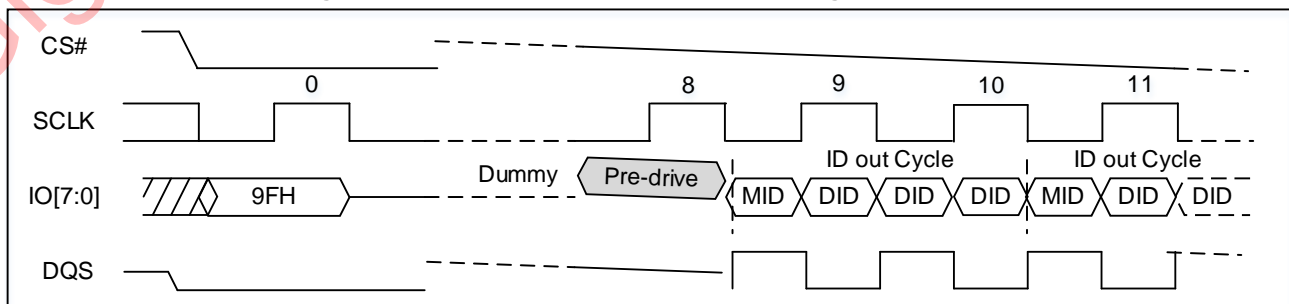 CS#
0 8 9 10 11
SCLK
ID out Cycle ID out Cycle
Dummy Pre-drive
IO[7:0] 9FH MID DID DID DID MID DID DID
DQS